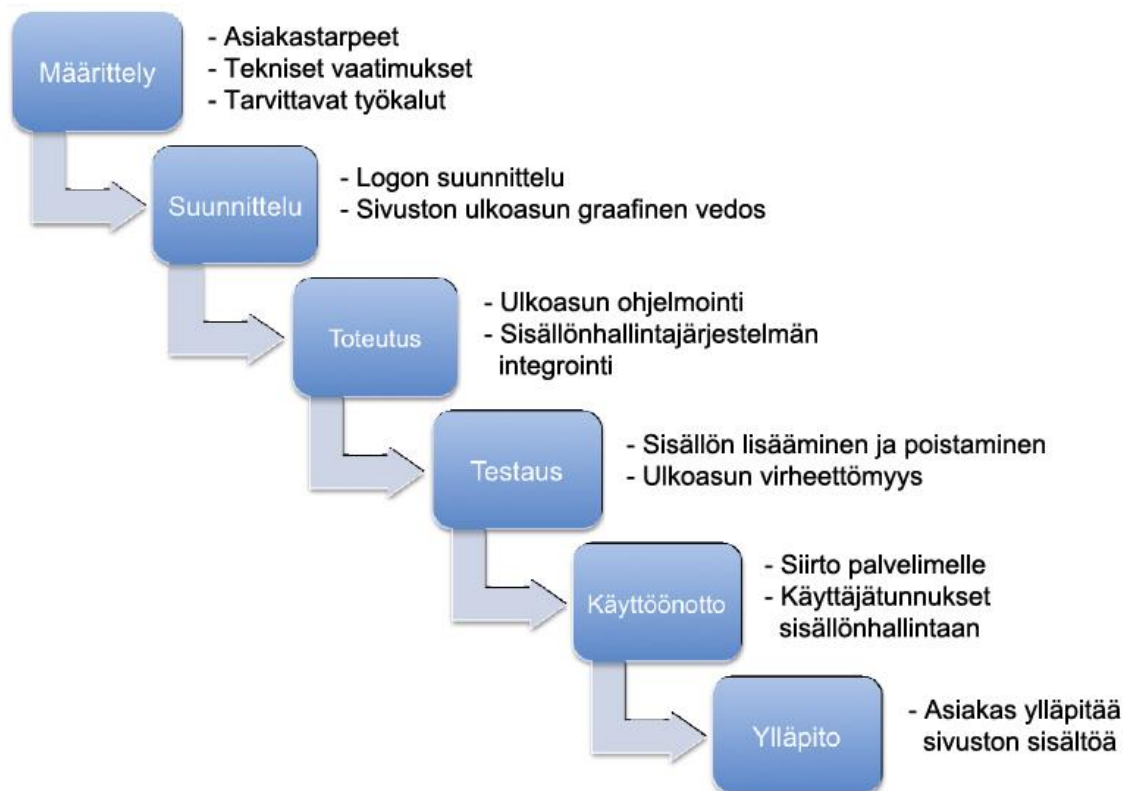 Määrittely
- Asiakastarpeet
- Tekniset vaatimukset
- Tarvittavat työkalut
Suunnittelu
- Logon suunnittelu
- Sivuston ulkoasun graafinen vedos
Toteutus
- Ulkoasun ohjelmointi
- Sisällönhallintajärjestelmän
integrointi
Testaus
- Sisällön lisääminen ja poistaminen
- Ulkoasun virheettömyys
Käyttöönotto
- Siirto palvelimelle
- Käyttäjätunnukset
sisällönhallintaan
Ylläpito
- Asiakas ylläpitää
sivuston sisältöä